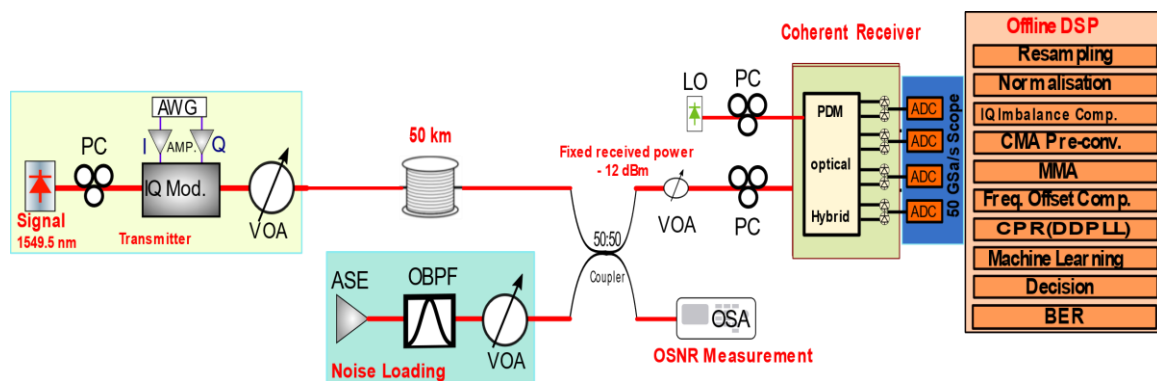 AWG
I
AMP.
Q
PC
IQ Mod.
VOA
Signal
1549.5 nm
Transmitter
50 km
ASE
OBPF
VOA
Noise Loading
50:50
Coupler
OSA
OSNR Measurement
Fixed received power
- 12 dBm
VOA
LO
PC
PC
Coherent Receiver
PDM
optical
Hybrid
ADC
ADC
ADC
ADC
50 GSa/s Scope
Offline DSP
Resampling
Normalisation
IQ Imbalance Comp.
CMA Pre-conv.
MMA
Freq. Offset Comp.
CPR(DDPLL)
Machine Learning
Decision
BER